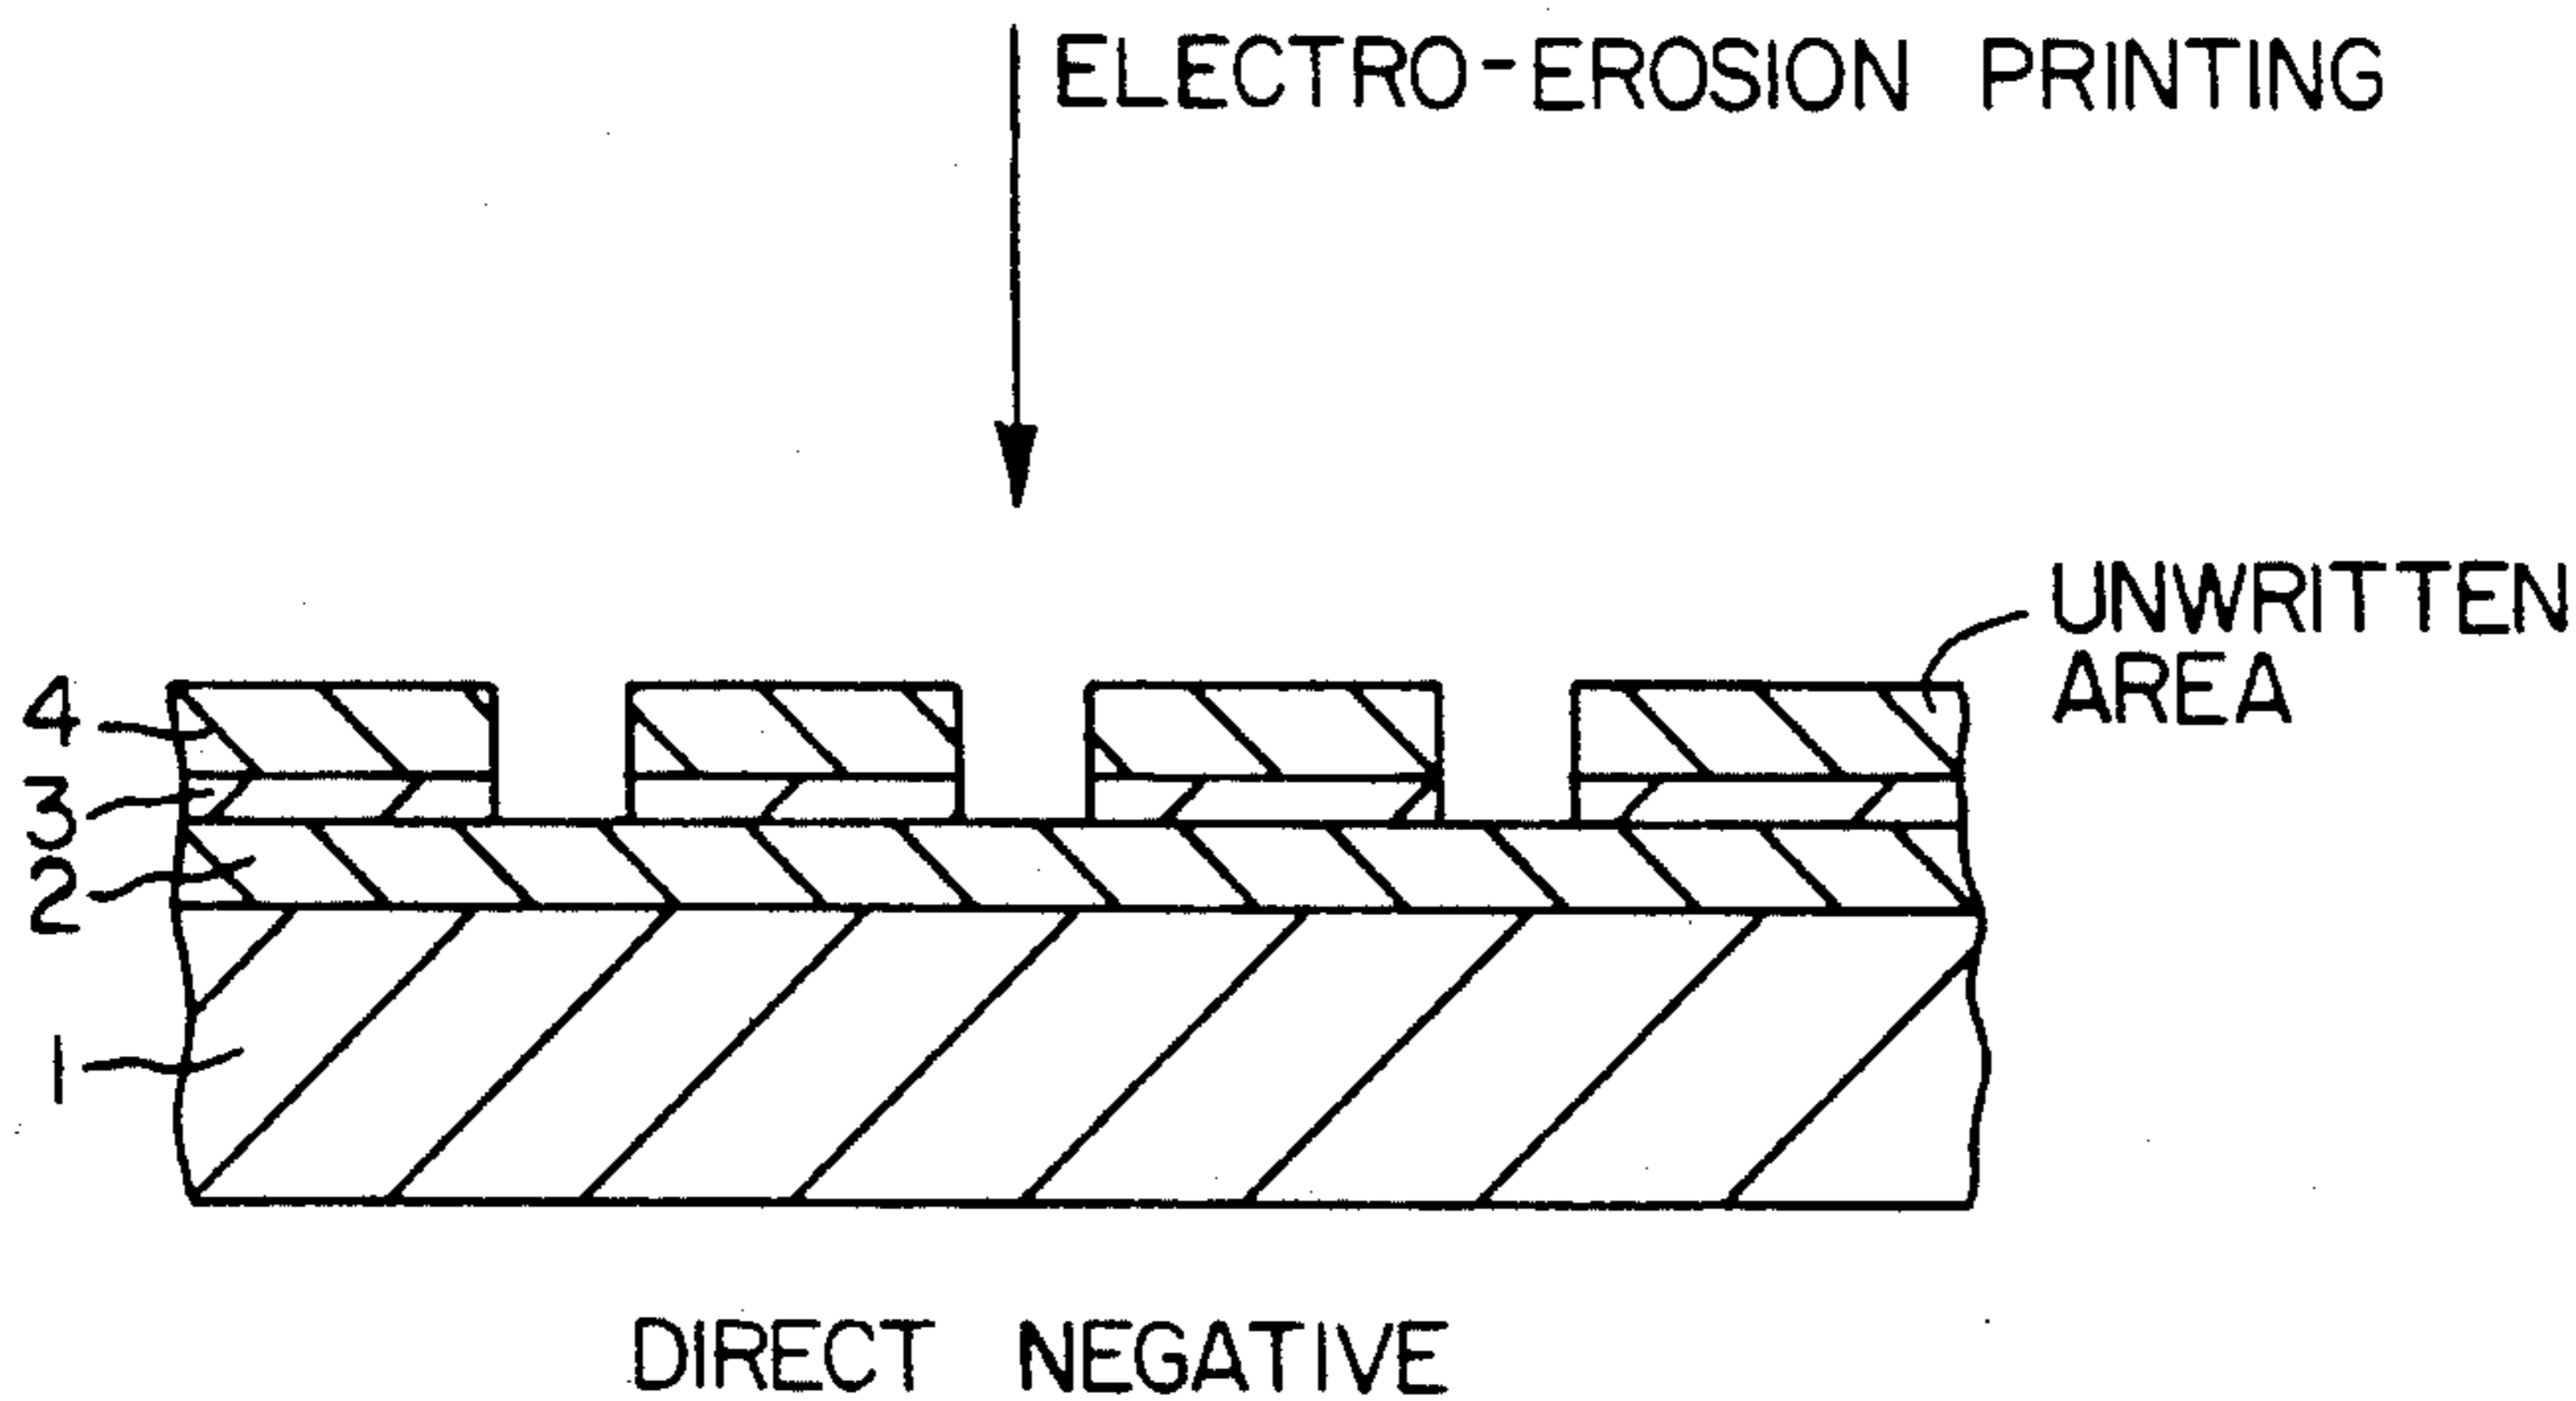 ELECTRO-EROSION PRINTING
UNWRITTEN
AREA
4
3
2
1
DIRECT NEGATIVE